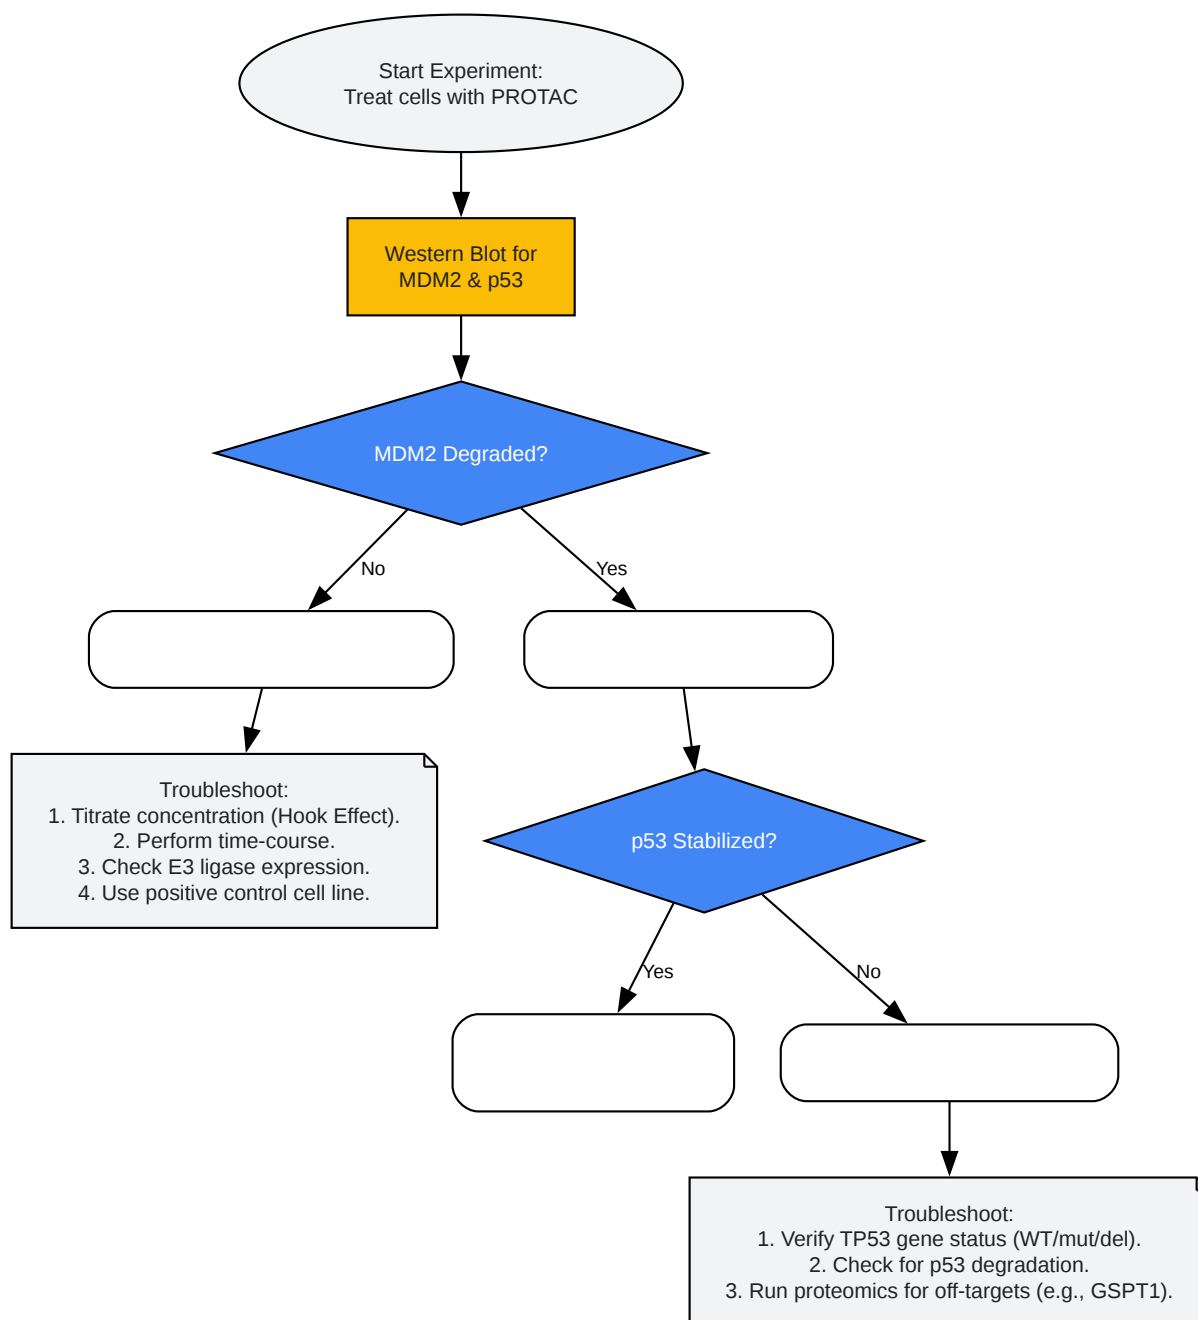 Start Experiment:
Treat cells with PROTAC
Western Blot for
MDM2 & p53
MDM2 Degraded?
No
Yes
Troubleshoot:
1. Titrate concentration (Hook Effect).
2. Perform time-course.
3. Check E3 ligase expression.
4. Use positive control cell line.
p53 Stabilized?
Yes
No
Troubleshoot:
1. Verify TP53 gene status (WT/mut/del).
2. Check for p53 degradation.
3. Run proteomics for off-targets (e.g., GSPT1).